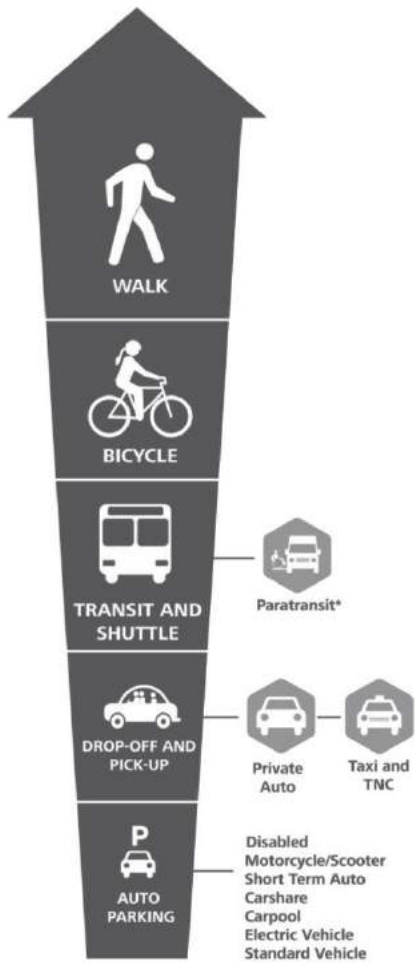 WALK
BICYCLE
TRANSIT AND
SHUTTLE
Paratransit*
DROP-OFF AND
PICK-UP
Private
Auto
Taxi and
TNC
P
AUTO
PARKING
Disabled
Motorcycle/Scooter
Short Term Auto
Carshare
Carpool
Electric Vehicle
Standard Vehicle